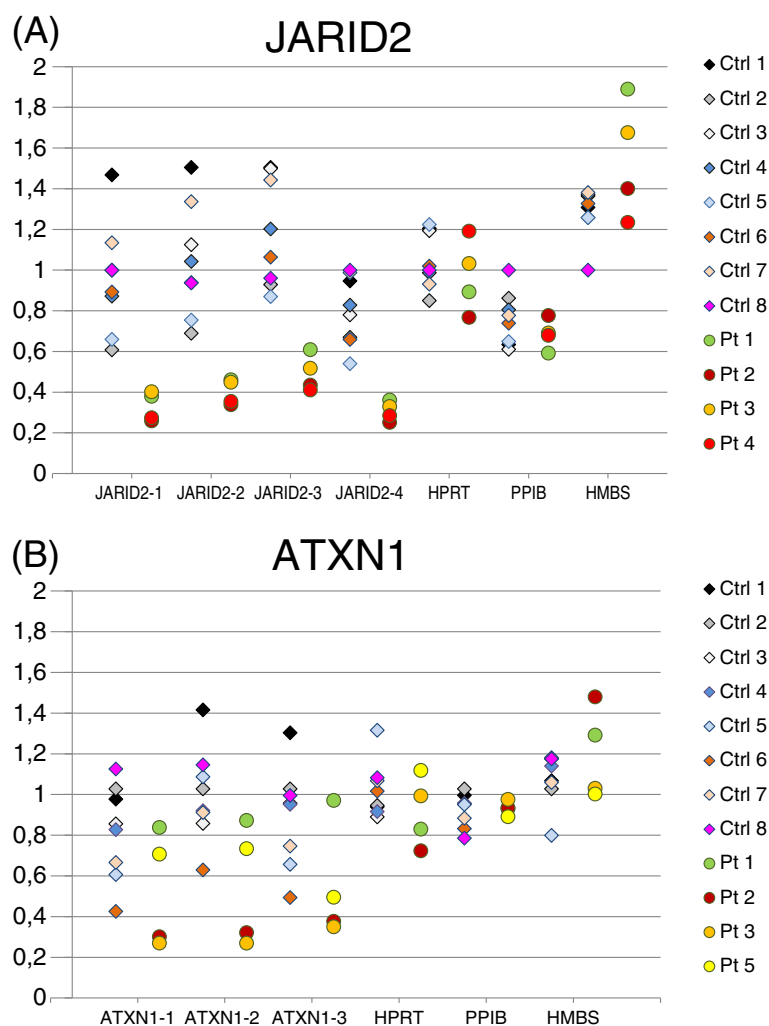 (A)
JARID2
2
1,8
1,6
1,4
1,2
1
0,8
0,6
0,4
0,2
0
JARID2-1 JARID2-2 JARID2-3 JARID2-4 HPRT PPIB HMBS
Ctrl 1
Ctrl 2
Ctrl 3
Ctrl 4
Ctrl 5
Ctrl 6
Ctrl 7
Ctrl 8
Pt 1
Pt 2
Pt 3
Pt 4
(B)
ATXN1
2
1,8
1,6
1,4
1,2
1
0,8
0,6
0,4
0,2
0
ATXN1-1 ATXN1-2 ATXN1-3 HPRT PPIB HMBS
Ctrl 1
Ctrl 2
Ctrl 3
Ctrl 4
Ctrl 5
Ctrl 6
Ctrl 7
Ctrl 8
Pt 1
Pt 2
Pt 3
Pt 5